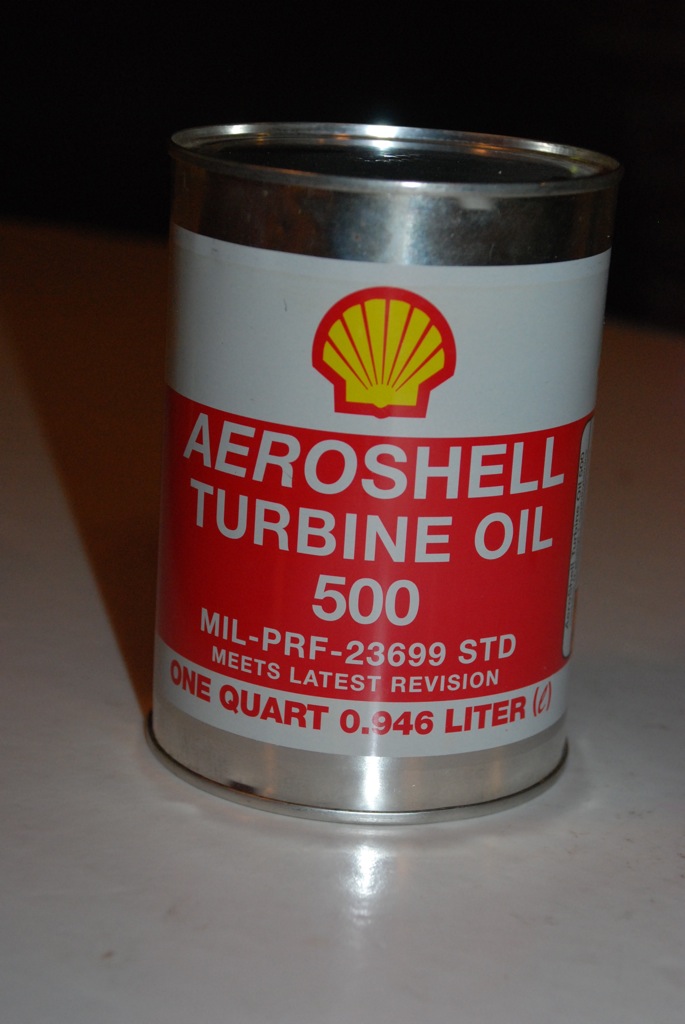 AEROSHELL
TURBINE OIL
500
MIL-PRF-23699 STD
MEETS LATEST REVISION
ONE QUART 0.946 LITER (e)